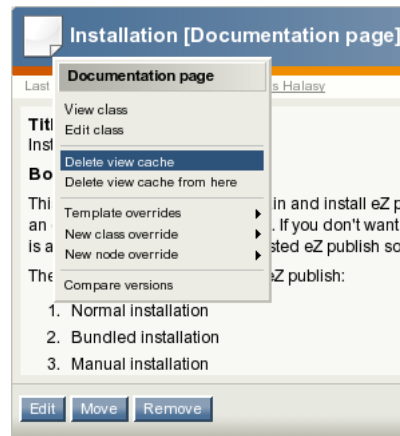 Installation [Documentation page]
Documentation page
Last s Halasy
View class
Edit class
Delete view cache
Delete view cache from here
Template overrides
New class override
New node override
Compare versions
Tit
Inst
Bo
Thi in and install eZ p
an . If you don't want
is a sted eZ publish so
The eZ publish:
1. Normal installation
2. Bundled installation
3. Manual installation
Edit Move Remove